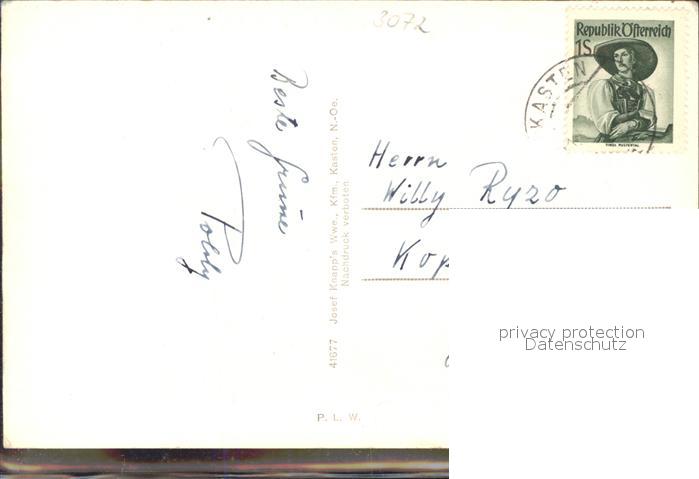 3072
Republik Österreich
1S
TIROL PUSTERTAL
KASTEN
Beste Grüsse
Poldy
41677 Josef Knapp's Wwe., Kfm., Kasten, N.-Oe.
Nachdruck verboten
Herrn
Willy Ryzo
Kop
privacy protection
Datenschutz
P. L. W.